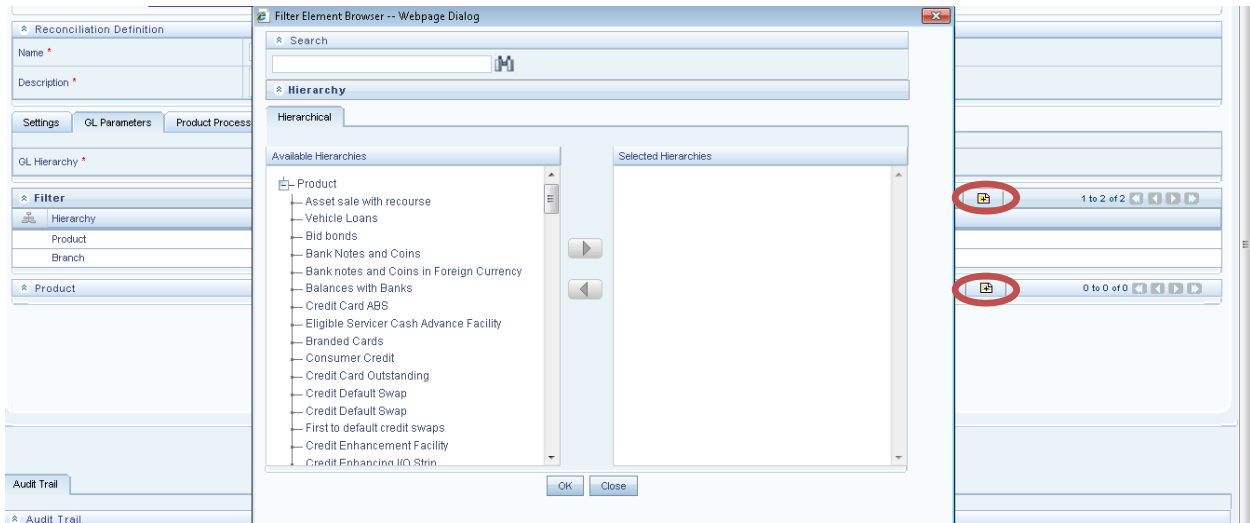 Filter Element Browser -- Webpage Dialog
Reconciliation Definition
Search
Name *
Description *
Hierarchy
Settings GL Parameters Product Process
Hierarchical
GL Hierarchy *
Available Hierarchies Selected Hierarchies
Product
Asset sale with recourse
Filter 1 to 2 of 2
Vehicle Loans
Hierarchy
Bid bonds
Product
Bank Notes and Coins
Branch
Bank notes and Coins in Foreign Currency
Product 0 to 0 of 0
Balances with Banks
Credit Card ABS
Eligible Servicer Cash Advance Facility
Branded Cards
Consumer Credit
Credit Card Outstanding
Credit Default Swap
Credit Default Swap
First to default credit swaps
Credit Enhancement Facility
Credit Enhancing I/O Strip
OK Close
Audit Trail
Audit Trail